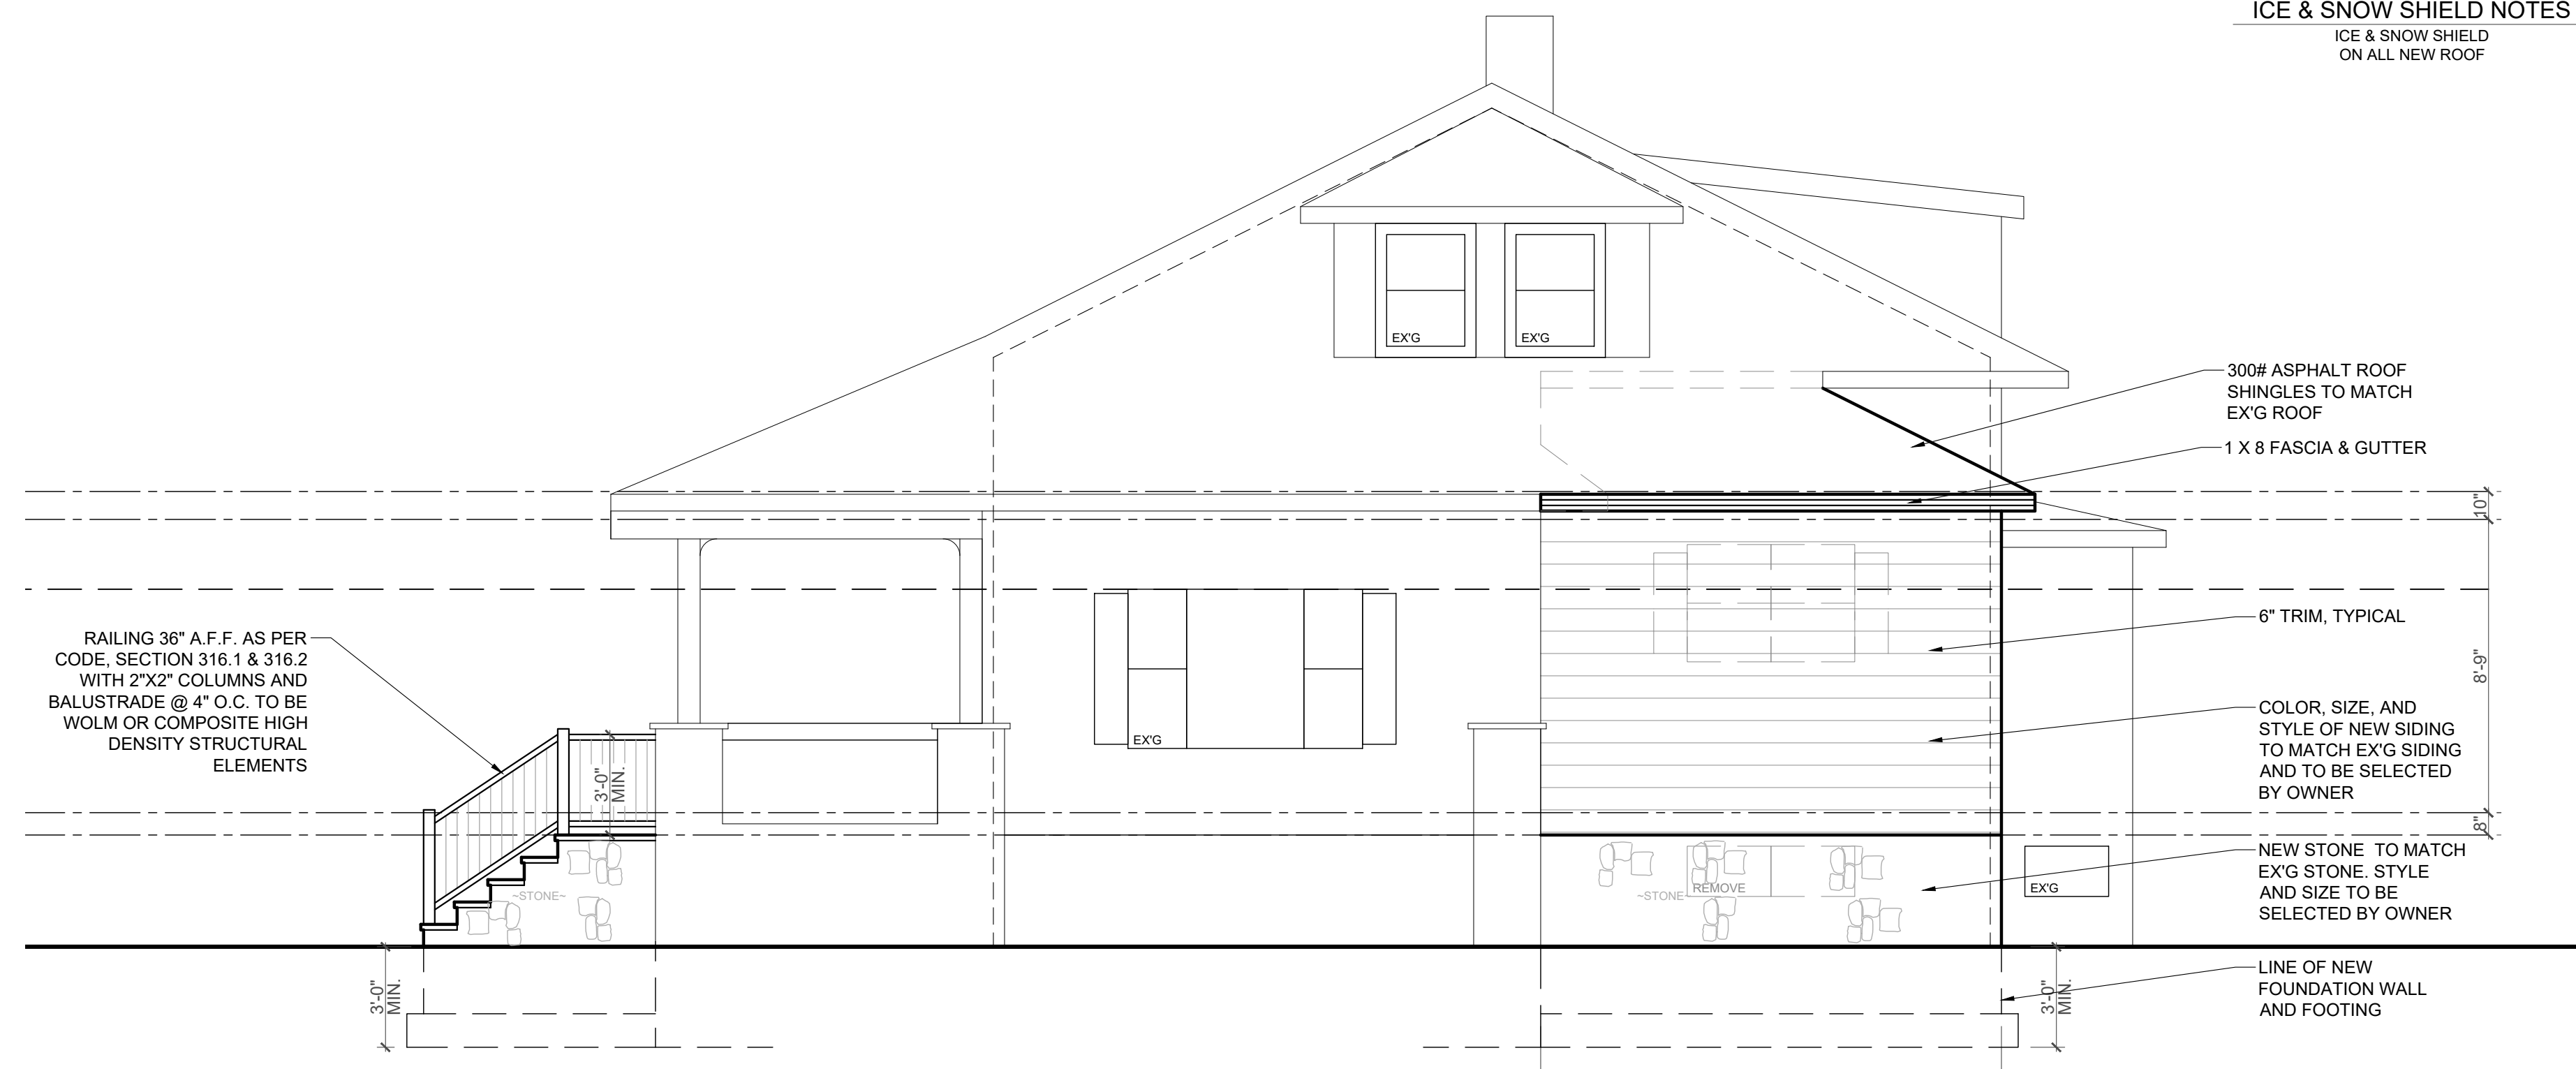 ICE & SNOW SHIELD NOTES
ICE & SNOW SHIELD
ON ALL NEW ROOF
EX'G
EX'G
300# ASPHALT ROOF
SHINGLES TO MATCH
EX'G ROOF
1 X 8 FASCIA & GUTTER
10"
6" TRIM, TYPICAL
8'-9"
RAILING 36" A.F.F. AS PER
CODE, SECTION 316.1 & 316.2
WITH 2"X2" COLUMNS AND
BALUSTRADE @ 4" O.C. TO BE
WOLM OR COMPOSITE HIGH
DENSITY STRUCTURAL
ELEMENTS
3'-0"
MIN.
EX'G
COLOR, SIZE, AND
STYLE OF NEW SIDING
TO MATCH EX'G SIDING
AND TO BE SELECTED
BY OWNER
8"
~STONE~
~STONE~
REMOVE
EX'G
NEW STONE  TO MATCH
EX'G STONE. STYLE
AND SIZE TO BE
SELECTED BY OWNER
3'-0"
MIN.
3'-0"
MIN.
LINE OF NEW
FOUNDATION WALL
AND FOOTING